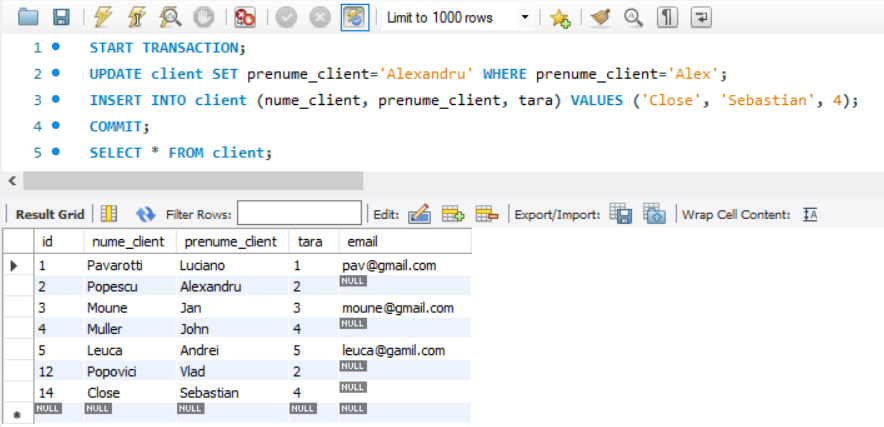 Limit to 1000 rows
1 START TRANSACTION;
2 UPDATE client SET prenume_client='Alexandru' WHERE prenume_client='Alex';
3 INSERT INTO client (nume_client, prenume_client, tara) VALUES ('Close', 'Sebastian', 4);
4 COMMIT;
5 SELECT * FROM client;
Result Grid Filter Rows: Edit: Export/Import: Wrap Cell Content: IA
id nume_client prenume_client tara email
1 Pavarotti Luciano 1 pav@gmail.com
2 Popescu Alexandru 2 NULL
3 Moune Jan 3 moune@gmail.com
4 Muller John 4 NULL
5 Leuca Andrei 5 leuca@gamil.com
12 Popovici Vlad 2 NULL
14 Close Sebastian 4 NULL
* NULL NULL NULL NULL NULL